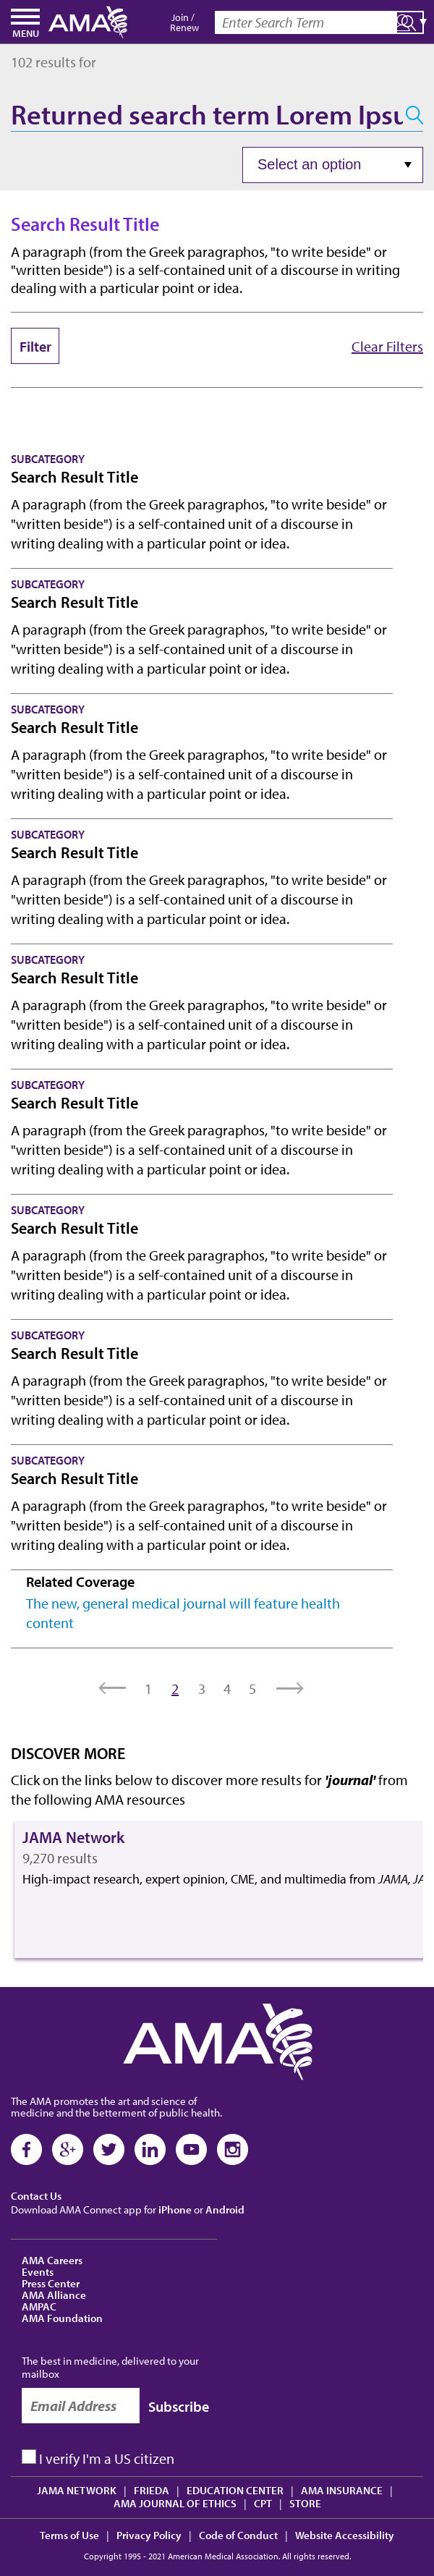 MENU
AMA
Join /
Renew
Enter Search Term
102 results for
Returned search term Lorem Ipsu
Select an option
Search Result Title
A paragraph (from the Greek paragraphos, "to write beside" or
"written beside") is a self-contained unit of a discourse in writing
dealing with a particular point or idea.
Filter
Clear Filters
SUBCATEGORY
Search Result Title
A paragraph (from the Greek paragraphos, "to write beside" or
"written beside") is a self-contained unit of a discourse in
writing dealing with a particular point or idea.
SUBCATEGORY
Search Result Title
A paragraph (from the Greek paragraphos, "to write beside" or
"written beside") is a self-contained unit of a discourse in
writing dealing with a particular point or idea.
SUBCATEGORY
Search Result Title
A paragraph (from the Greek paragraphos, "to write beside" or
"written beside") is a self-contained unit of a discourse in
writing dealing with a particular point or idea.
SUBCATEGORY
Search Result Title
A paragraph (from the Greek paragraphos, "to write beside" or
"written beside") is a self-contained unit of a discourse in
writing dealing with a particular point or idea.
SUBCATEGORY
Search Result Title
A paragraph (from the Greek paragraphos, "to write beside" or
"written beside") is a self-contained unit of a discourse in
writing dealing with a particular point or idea.
SUBCATEGORY
Search Result Title
A paragraph (from the Greek paragraphos, "to write beside" or
"written beside") is a self-contained unit of a discourse in
writing dealing with a particular point or idea.
SUBCATEGORY
Search Result Title
A paragraph (from the Greek paragraphos, "to write beside" or
"written beside") is a self-contained unit of a discourse in
writing dealing with a particular point or idea.
SUBCATEGORY
Search Result Title
A paragraph (from the Greek paragraphos, "to write beside" or
"written beside") is a self-contained unit of a discourse in
writing dealing with a particular point or idea.
SUBCATEGORY
Search Result Title
A paragraph (from the Greek paragraphos, "to write beside" or
"written beside") is a self-contained unit of a discourse in
writing dealing with a particular point or idea.
Related Coverage
The new, general medical journal will feature health
content
1 2 3 4 5
DISCOVER MORE
Click on the links below to discover more results for 'journal' from
the following AMA resources
JAMA Network
9,270 results
High-impact research, expert opinion, CME, and multimedia from JAMA, JA
AMA
The AMA promotes the art and science of
medicine and the betterment of public health.
Contact Us
Download AMA Connect app for iPhone or Android
AMA Careers
Events
Press Center
AMA Alliance
AMPAC
AMA Foundation
The best in medicine, delivered to your
mailbox
Email Address Subscribe
I verify I'm a US citizen
JAMA NETWORK | FRIEDA | EDUCATION CENTER | AMA INSURANCE |
AMA JOURNAL OF ETHICS | CPT | STORE
Terms of Use | Privacy Policy | Code of Conduct | Website Accessibility
Copyright 1995 - 2021 American Medical Association. All rights reserved.